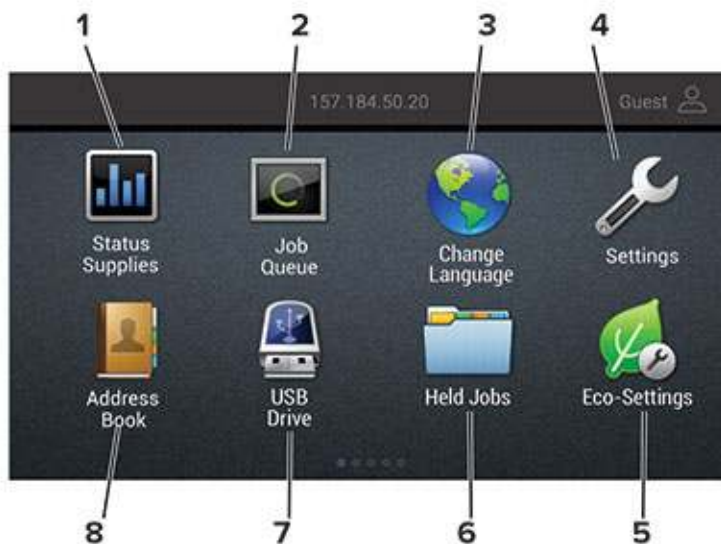 1 2 3 4
157.184.50.20 Guest
Status Supplies
Job Queue
Change Language
Settings
Address Book
USB Drive
Held Jobs
Eco-Settings
8 7 6 5